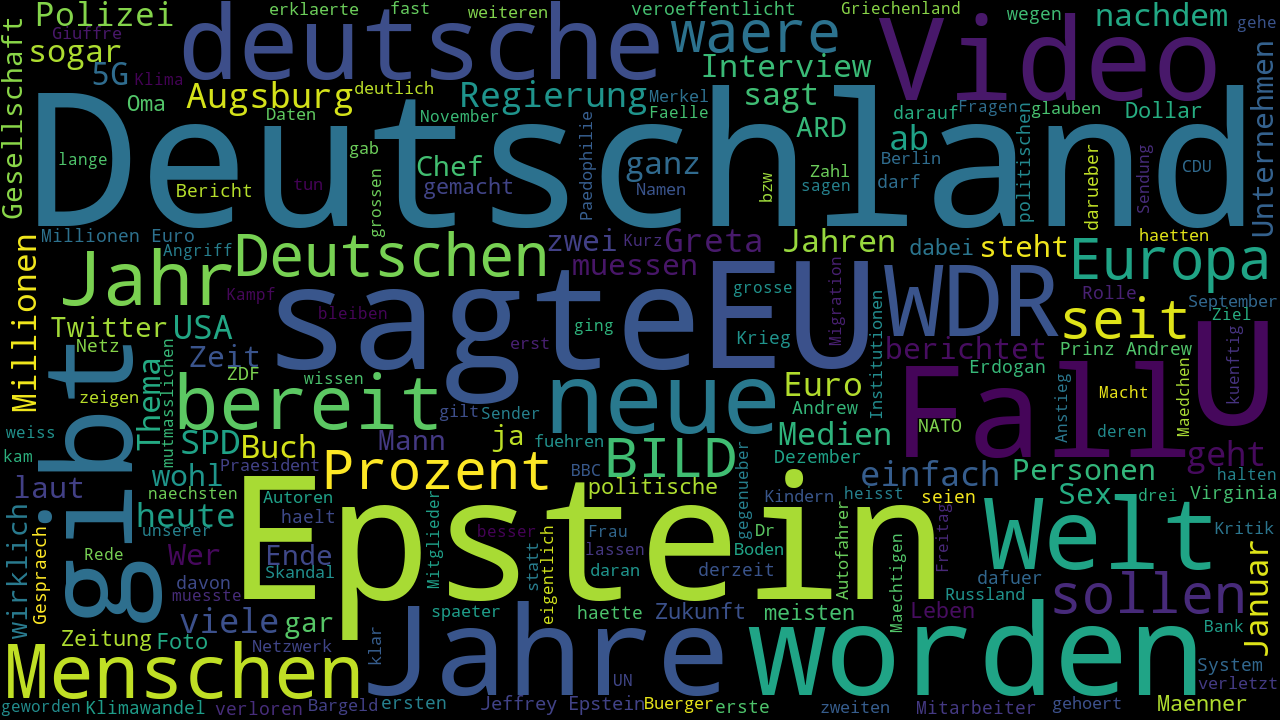 Polizei
erklaerte
fast
weiteren
veroeffentlicht
Griechenland
wegen
nachdem
gehe
Giuffre
sogar
deutsche
waere
Video
5G
Klima
deutlich
Interview
Gesellschaft
Oma
Augsburg
Regierung
Merkel
sagt
Unternehmen
Daten
November
Faelle
ARD
darauf
Fragen
glauben
Dollar
Deutschland
ab
lange
gab
Chef
Paedophilie
ganz
Zahl
Berlin
politischen
darueber
Sendung
CDU
Bericht
tun
grossen
gemacht
Namen
bzw
sagen
darf
Millionen Euro
Angriff
Deutschen
zwei
Kurz
Greta
Jahren
dabei
steht
haetten
Europa
Jahr
muessen
Millionen
Kampf
sagte
EU
grosse
Migration
WDR
Rolle
September
bleiben
seit
Ziel
Twitter
USA
ging
Krieg
Institutionen
Netz
Zeit
erst
berichtet
Prinz Andrew
kuenftig
U
gibt
Thema
mutmasslichen
ZDF
wissen
bereit
neue
Euro
Erdogan
Fall
zeigen
gilt
Sender
Andrew
Anstieg
Macht
Maedchen
weiss
SPD
Buch
Mann
ja
fuehren
BILD
Medien
NATO
deren
kam
wohl
Praesident
Prozent
BBC
gegenueber
Dezember
einfach
Personen
geht
halten
laut
naechsten
Autoren
politische
Kindern
heisst
seien
Sex
drei
Virginia
heute
haelt
Epstein
Welt
wirklich
Gespraech
unserer
Mitglieder
besser
Frau
Dr
Autofahrer
Freitag
Kritik
Rede
Wer
Ende
statt
eigentlich
lassen
Boden
Skandal
daran
derzeit
dafuer
davon
Russland
sollen
Januar
muesste
viele
gar
spaeter
haette
Zukunft
meisten
Maechtigen
Leben
Bank
Zeitung
Foto
Netzwerk
klar
Jahre
worden
Menschen
UN
System
verletzt
geworden
Klimawandel
verloren
Bargeld
ersten
Jeffrey Epstein
Buerger
erste
zweiten
Mitarbeiter
gehoert
Maenner